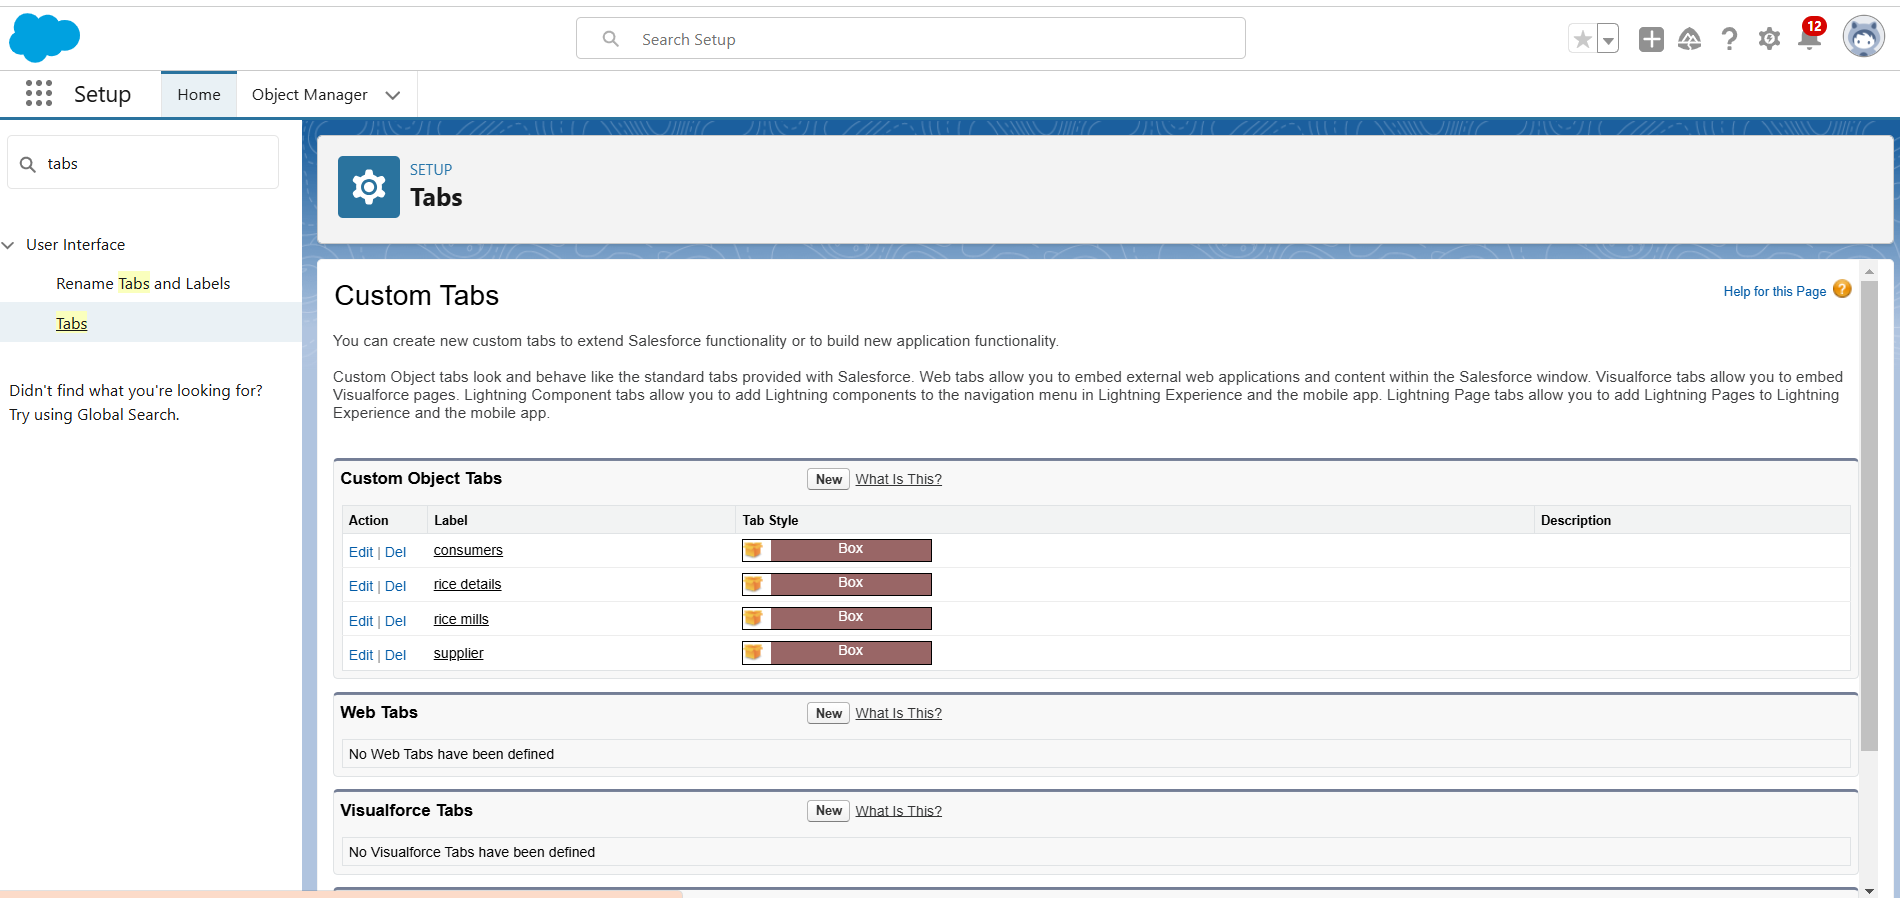 Search Setup
12
Setup
Home
Object Manager
tabs
User Interface
Rename Tabs and Labels
Tabs
Didn't find what you're looking for?
Try using Global Search.
SETUP
Tabs
Custom Tabs
Help for this Page ?
You can create new custom tabs to extend Salesforce functionality or to build new application functionality.
Custom Object tabs look and behave like the standard tabs provided with Salesforce. Web tabs allow you to embed external web applications and content within the Salesforce window. Visualforce tabs allow you to embed
Visualforce pages. Lightning Component tabs allow you to add Lightning components to the navigation menu in Lightning Experience and the mobile app. Lightning Page tabs allow you to add Lightning Pages to Lightning
Experience and the mobile app.
Custom Object Tabs New What Is This?
Action Label Tab Style Description
Edit | Del consumers Box
Edit | Del rice details Box
Edit | Del rice mills Box
Edit | Del supplier Box
Web Tabs New What Is This?
No Web Tabs have been defined
Visualforce Tabs New What Is This?
No Visualforce Tabs have been defined